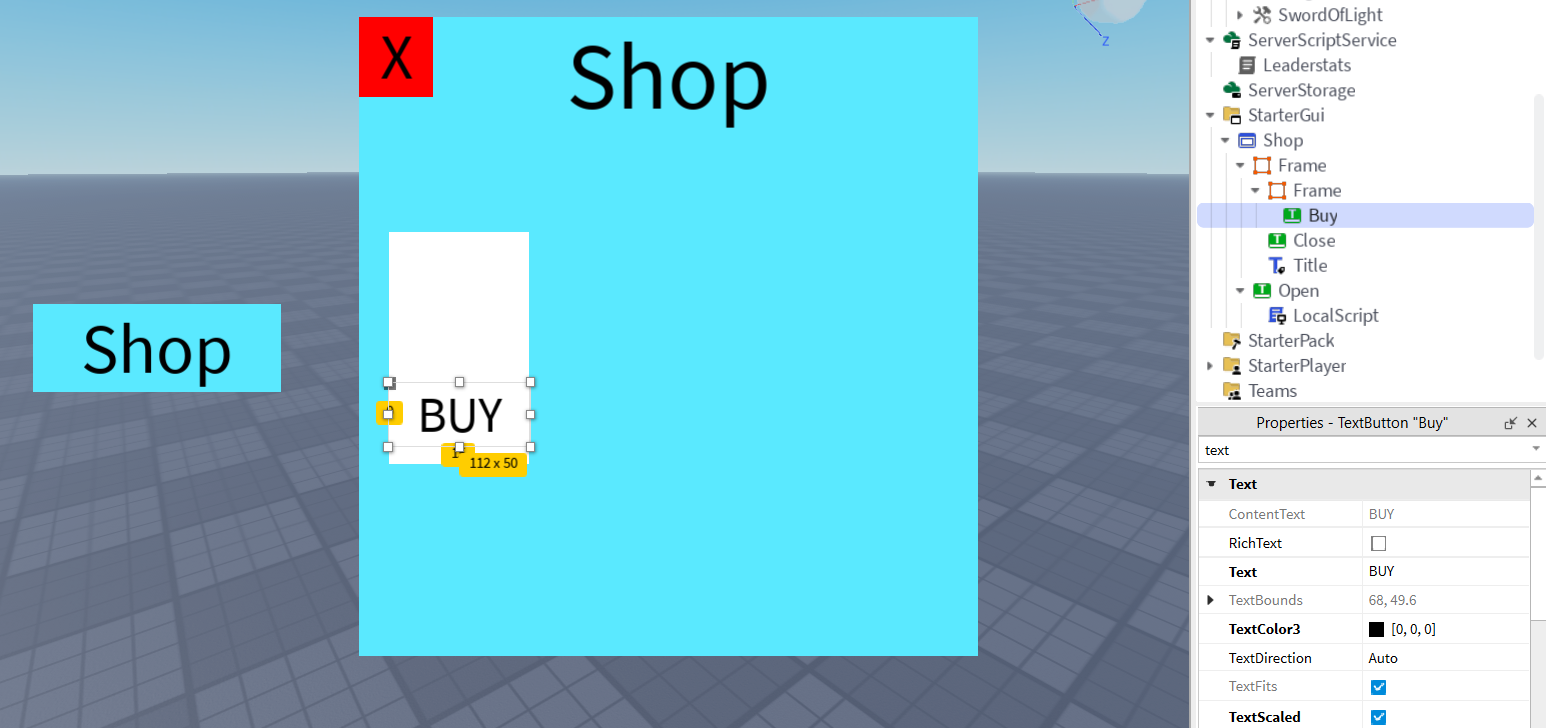 X
Shop
Shop
BUY
112 x 50
Z
SwordOfLight
ServerScriptService
Leaderstats
ServerStorage
StarterGui
Shop
Frame
Frame
Buy
Close
Title
Open
LocalScript
StarterPack
StarterPlayer
Teams
Properties - TextButton "Buy"
text
Text
ContentText BUY
RichText
Text BUY
TextBounds 68, 49.6
TextColor3 [0, 0, 0]
TextDirection Auto
TextFits
TextScaled